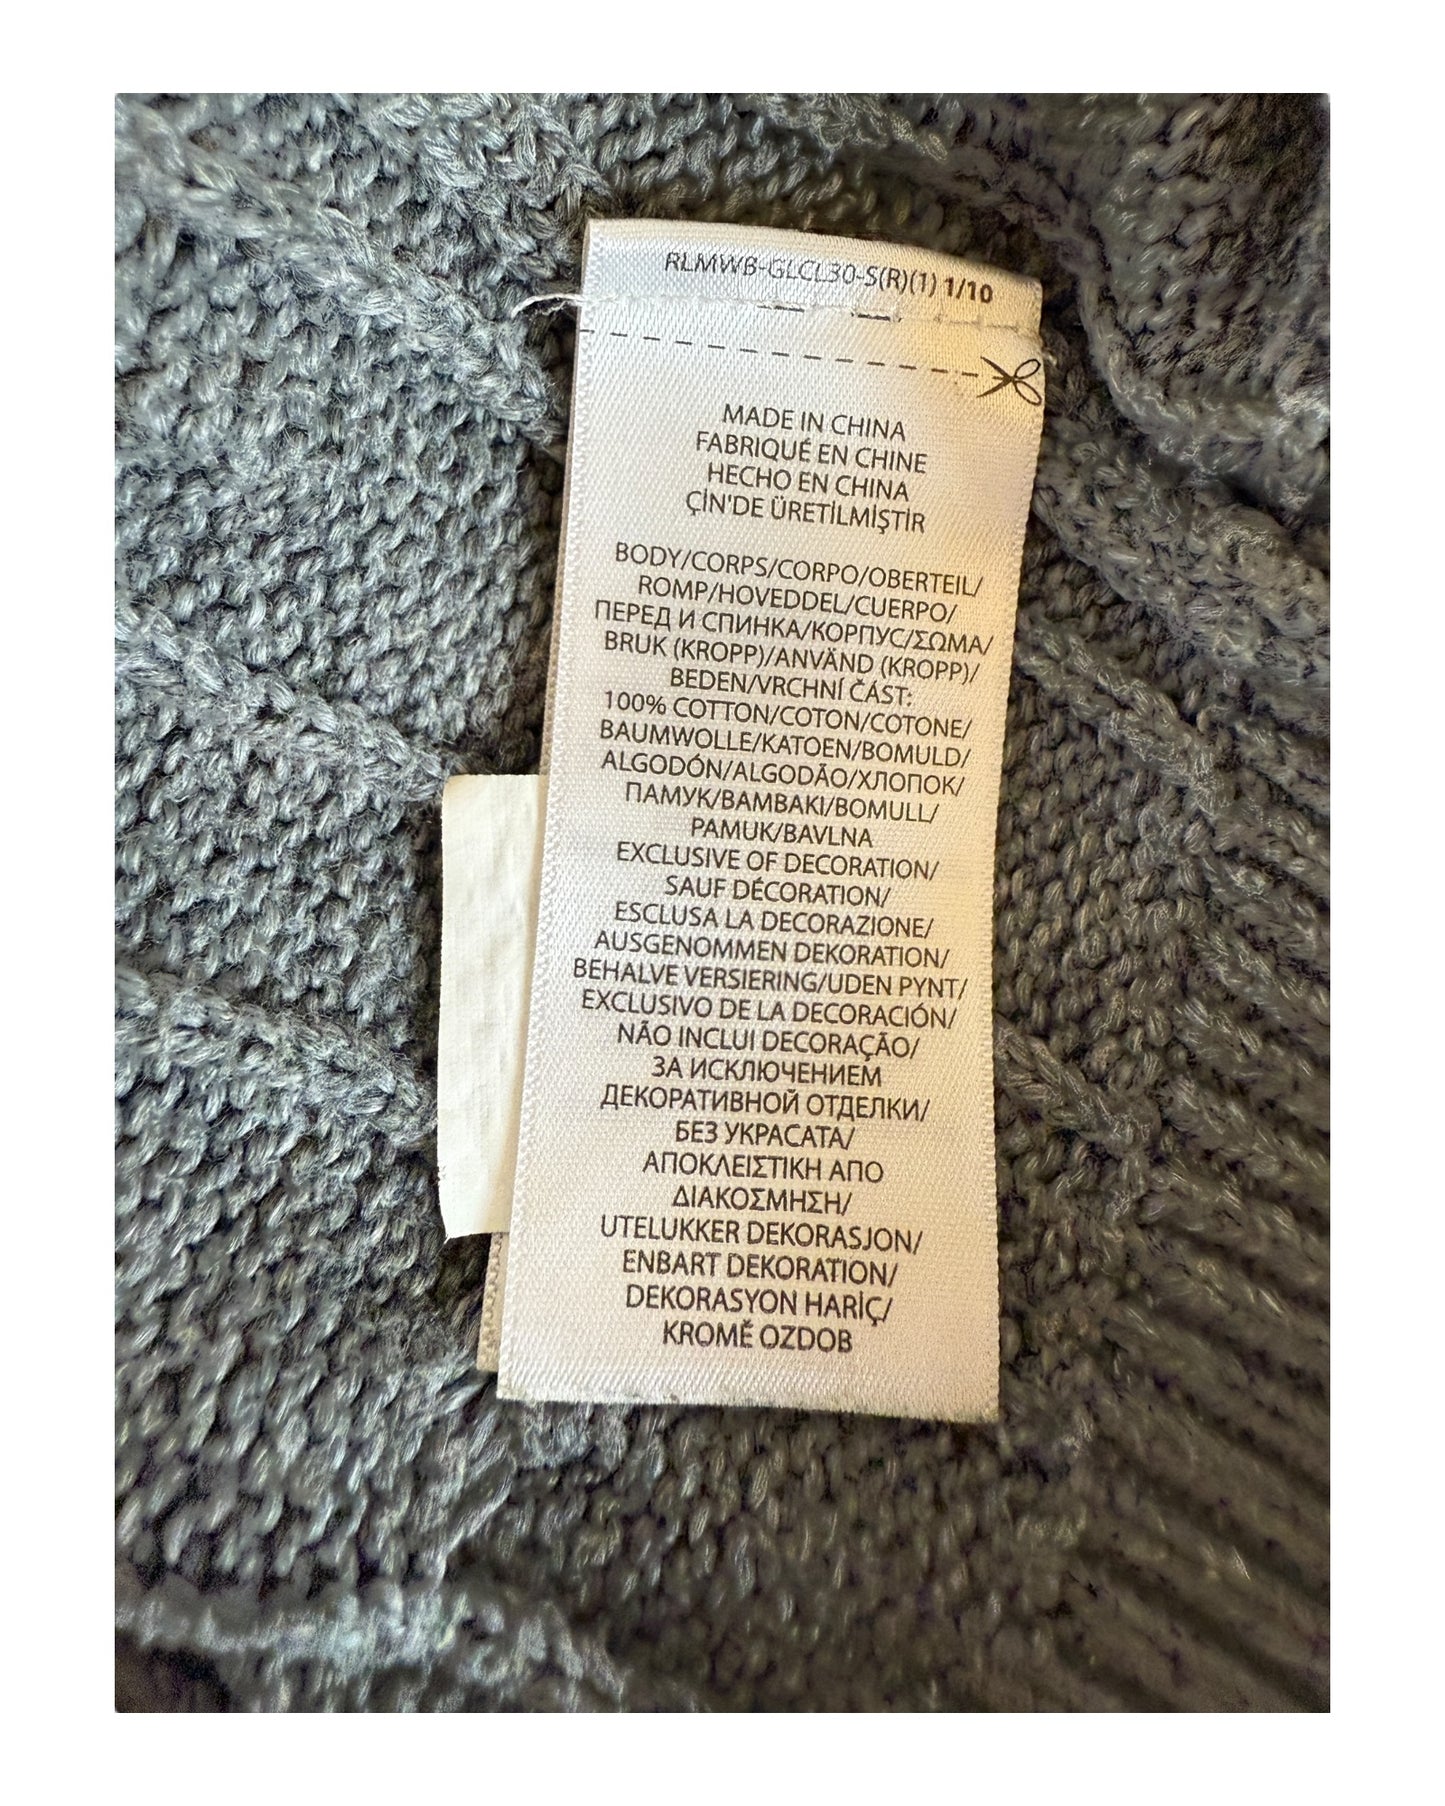 RLMWB-GLCL30-S(R)(1) 1/10
MADE IN CHINA
FABRIQUÉ EN CHINE
HECHO EN CHINA
ÇİN'DE ÜRETİLMİŞTİR
BODY/CORPS/CORPO/OBERTEIL/
ROMP/HOVEDDEL/CUERPO/
ПЕРЕД И СПИНКА/КОРПУС/ΣΩΜΑ/
BRUK (KROPP)/ANVÄND (KROPP)/
BEDEN/VRCHNÍ ČÁST:
100% COTTON/COTON/COTONE/
BAUMWOLLE/KATOEN/BOMULD/
ALGODÓN/ALGODÃO/ХЛОПОК/
ПАМУК/ΒΑΜΒΑΚΙ/BOMULL/
PAMUK/BAVLNA
EXCLUSIVE OF DECORATION/
SAUF DÉCORATION/
ESCLUSA LA DECORAZIONE/
AUSGENOMMEN DEKORATION/
BEHALVE VERSIERING/UDEN PYNT/
EXCLUSIVO DE LA DECORACIÓN/
NÃO INCLUI DECORAÇÃO/
ЗА ИСКЛЮЧЕНИЕМ
ДЕКОРАТИВНОЙ ОТДЕЛКИ/
БЕЗ УКРАСАТА/
ΑΠΟΚΛΕΙΣΤΙΚΗ ΑΠΟ
ΔΙΑΚΟΣΜΗΣΗ/
UTELUKKER DEKORASJON/
ENBART DEKORATION/
DEKORASYON HARİÇ/
KROMĚ OZDOB